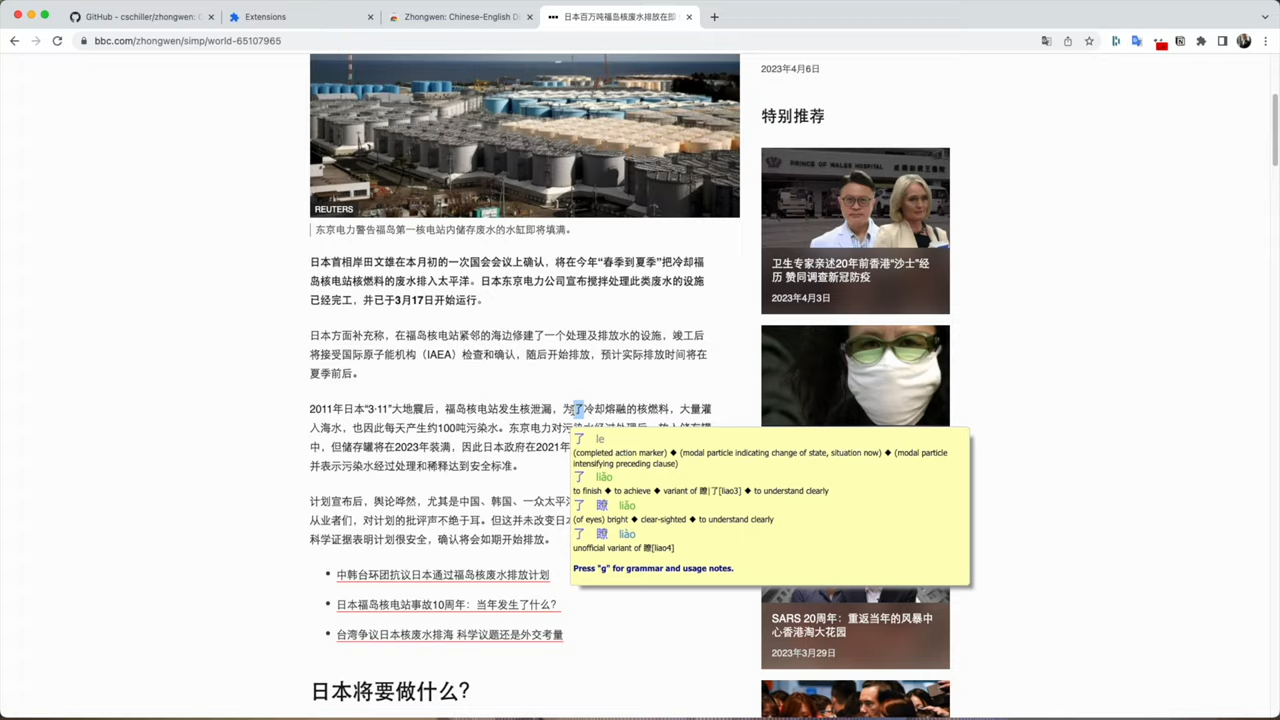 GitHub - cschiller/zhongwen: C
Extensions
Zhongwen: Chinese-English Di
日本百万吨福岛核废水排放在即
bbc.com/zhongwen/simp/world-65107965
REUTERS
东京电力警告福岛第一核电站内储存废水的水缸即将填满。
日本首相岸田文雄在本月初的一次国会会议上确认，将在今年“春季到夏季”把冷却福
岛核电站核燃料的废水排入太平洋。日本东京电力公司宣布搅拌处理此类废水的设施
已经完工，并已于3月17日开始运行。
日本方面补充称，在福岛核电站紧邻的海边修建了一个处理及排放水的设施，竣工后
将接受国际原子能机构（IAEA）检查和确认，随后开始排放，预计实际排放时间将在
夏季前后。
2011年日本“3·11”大地震后，福岛核电站发生核泄漏，为了冷却熔融的核燃料，大量灌
入海水，也因此每天产生约100吨污染水。东京电力对污染水经过处理后，放入储存罐
中，但储存罐将在2023年装满，因此日本政府在2021年
并表示污染水经过处理和稀释达到安全标准。
计划宣布后，舆论哗然，尤其是中国、韩国、一众太平洋
从业者们，对计划的批评声不绝于耳。但这并未改变日本
科学证据表明计划很安全，确认将会如期开始排放。
• 中韩台环团抗议日本通过福岛核废水排放计划
• 日本福岛核电站事故10周年：当年发生了什么？
• 台湾争议日本核废水排海 科学议题还是外交考量
日本将要做什么？
了 le
(completed action marker) ◆ (modal particle indicating change of state, situation now) ◆ (modal particle
intensifying preceding clause)
了 liǎo
to finish ◆ to achieve ◆ variant of 瞭|了[liao3] ◆ to understand clearly
了 瞭 liǎo
(of eyes) bright ◆ clear-sighted ◆ to understand clearly
了 瞭 liào
unofficial variant of 瞭[liao4]
Press "g" for grammar and usage notes.
2023年4月6日
特别推荐
PRINCE OF WALES HOSPITAL
卫生专家亲述20年前香港“沙士”经
历 赞同调查新冠防疫
2023年4月3日
SARS 20周年：重返当年的风暴中
心香港淘大花园
2023年3月29日